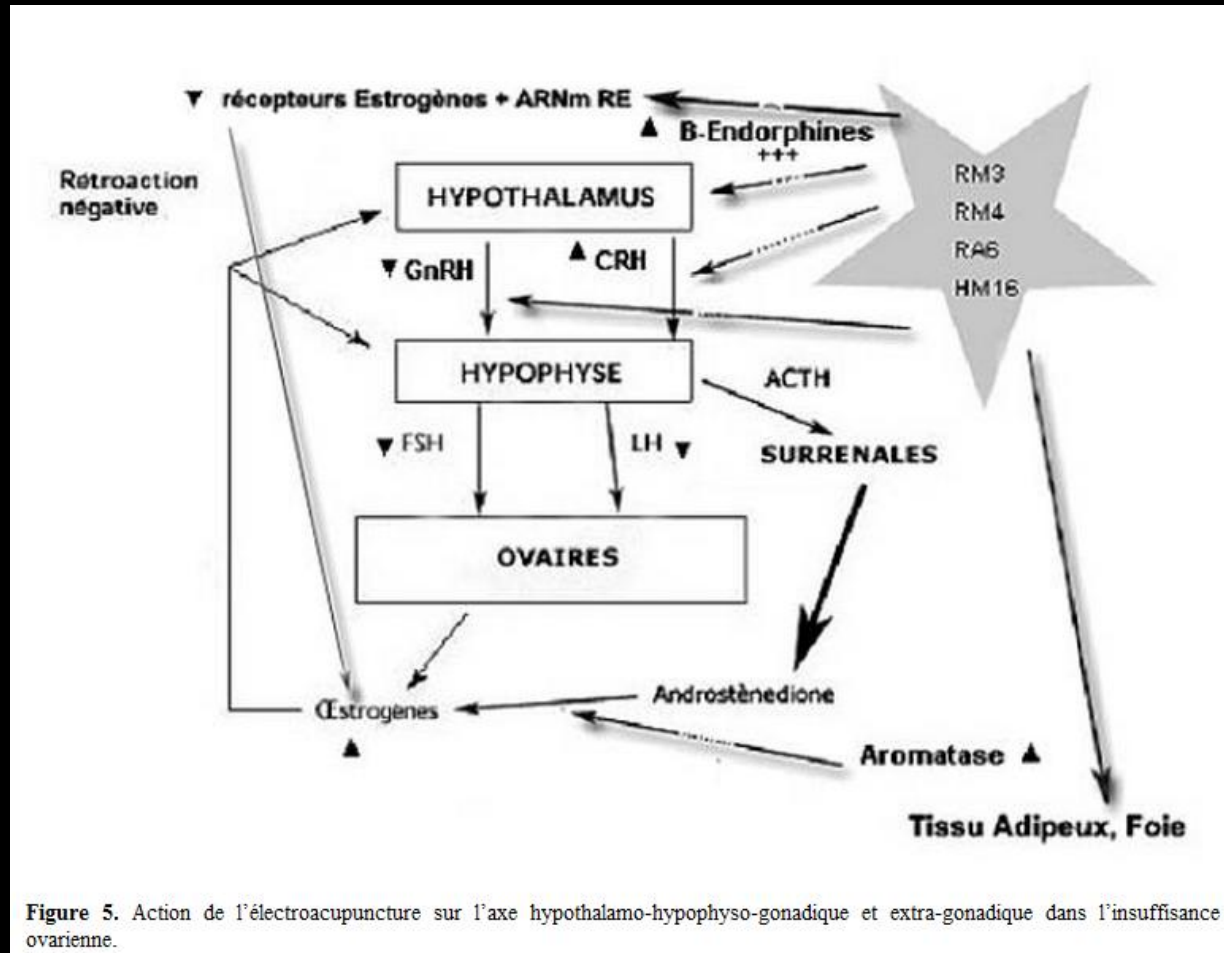 ▼ récepteurs Estrogènes + ARNm RE
▲ B-Endorphines
+++
Rétroaction
négative
HYPOTHALAMUS
▼ GnRH
▲ CRH
HYPOPHYSE
ACTH
▼ FSH
LH ▼
SURRENALES
OVAIRES
Androstènedione
Œstrogènes
▲
Aromatase ▲
Tissu Adipeux, Foie
RM3
RM4
RA6
HM16
Figure 5. Action de l’électroacupuncture sur l’axe hypothalamo-hypophyso-gonadique et extra-gonadique dans l’insuffisance
ovarienne.